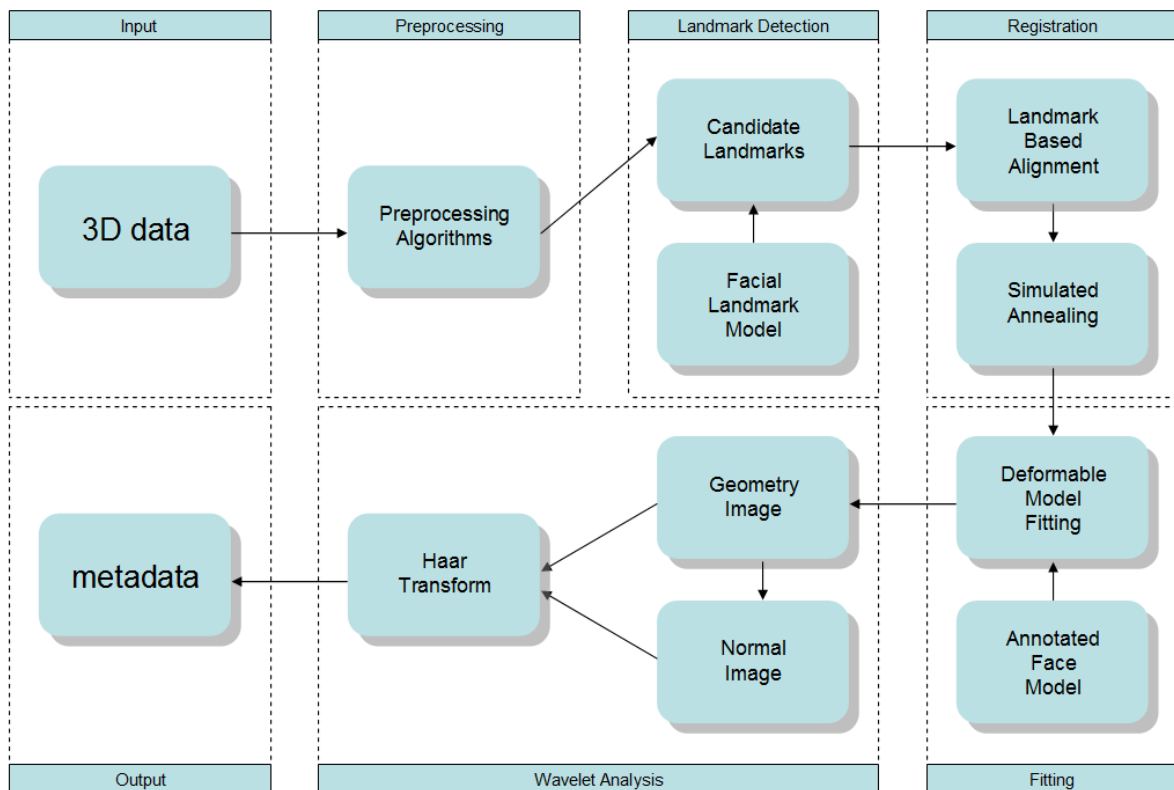 Input
Preprocessing
Landmark Detection
Registration
3D data
Preprocessing
Algorithms
Candidate
Landmarks
Facial
Landmark
Model
Landmark
Based
Alignment
Simulated
Annealing
metadata
Haar
Transform
Geometry
Image
Normal
Image
Deformable
Model
Fitting
Annotated
Face
Model
Output
Wavelet Analysis
Fitting